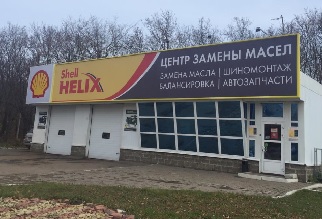 Shell
HELIX
ЦЕНТР ЗАМЕНЫ МАСЕЛ
ЗАМЕНА МАСЛА | ШИНОМОНТАЖ
БАЛАНСИРОВКА | АВТОЗАПЧАСТИ